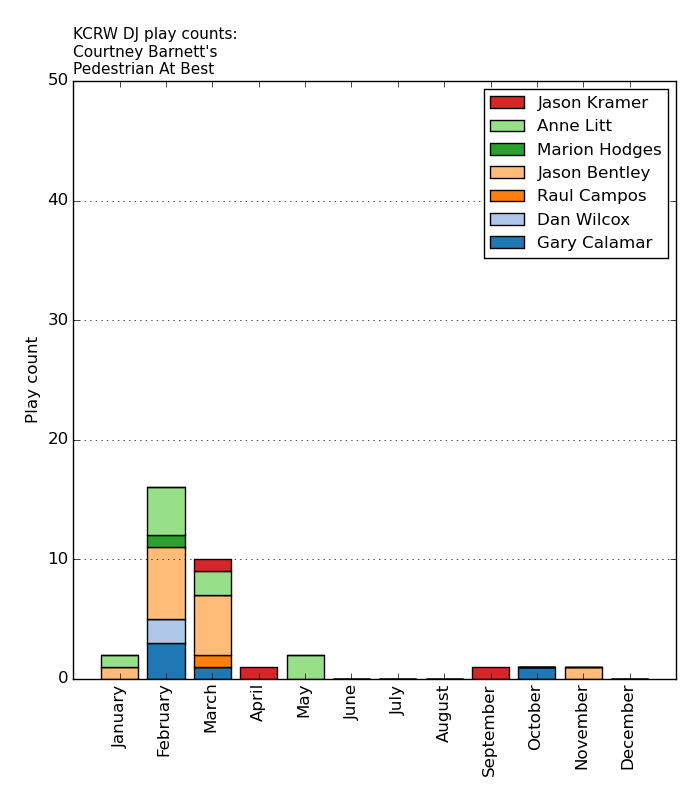 KCRW DJ play counts:
Courtney Barnett's
Pedestrian At Best
50
40
30
20
10
0
Play count
Jason Kramer
Anne Litt
Marion Hodges
Jason Bentley
Raul Campos
Dan Wilcox
Gary Calamar
January
February
March
April
May
June
July
August
September
October
November
December